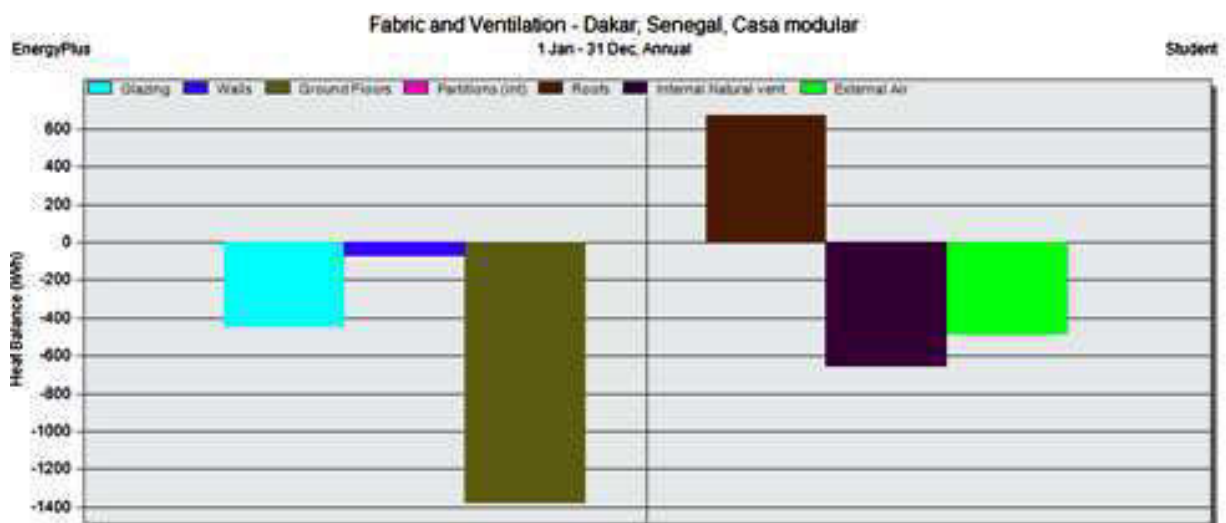 Fabric and Ventilation - Dakar, Senegal, Casa modular
EnergyPlus 1 Jan - 31 Dec, Annual Student
Glazing Walls Ground Floors Partitions (int) Roofs Internal Natural vent. External Air
600
400
200
0
-200
-400
-600
-800
-1000
-1200
-1400
Heat Balance (kWh)